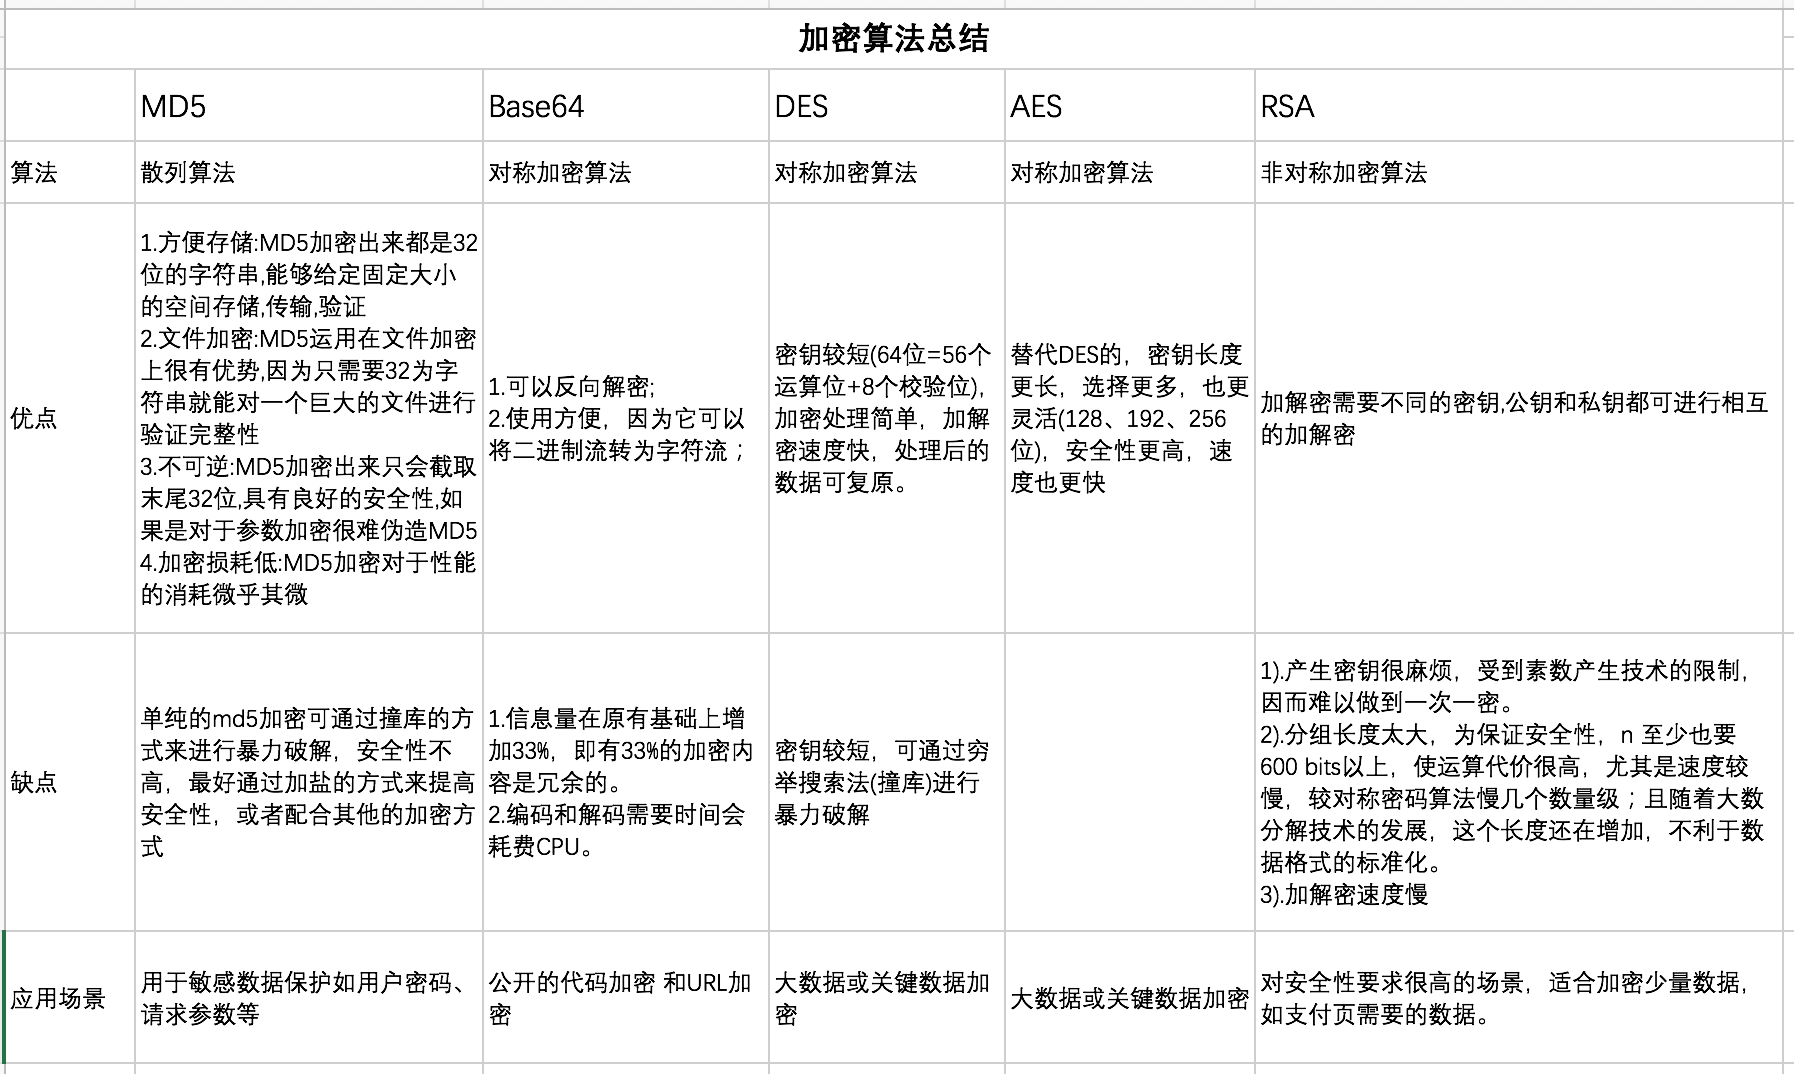 加密算法总结
MD5
Base64
DES
AES
RSA
算法
散列算法
对称加密算法
对称加密算法
对称加密算法
非对称加密算法
优点
1.方便存储:MD5加密出来都是32
位的字符串,能够给定固定大小
的空间存储,传输,验证
2.文件加密:MD5运用在文件加密
上很有优势,因为只需要32为字
符串就能对一个巨大的文件进行
验证完整性
3.不可逆:MD5加密出来只会截取
末尾32位,具有良好的安全性,如
果是对于参数加密很难伪造MD5
4.加密损耗低:MD5加密对于性能
的消耗微乎其微
1.可以反向解密;
2.使用方便，因为它可以
将二进制流转为字符流；
密钥较短(64位=56个
运算位+8个校验位)，
加密处理简单，加解
密速度快，处理后的
数据可复原。
替代DES的，密钥长度
更长，选择更多，也更
灵活(128、192、256
位)，安全性更高，速
度也更快
加解密需要不同的密钥,公钥和私钥都可进行相互
的加解密
缺点
单纯的md5加密可通过撞库的方
式来进行暴力破解，安全性不
高，最好通过加盐的方式来提高
安全性，或者配合其他的加密方
式
1.信息量在原有基础上增
加33%，即有33%的加密内
容是冗余的。
2.编码和解码需要时间会
耗费CPU。
密钥较短，可通过穷
举搜索法(撞库)进行
暴力破解
1).产生密钥很麻烦，受到素数产生技术的限制，
因而难以做到一次一密。
2).分组长度太大，为保证安全性，n 至少也要
600 bits以上，使运算代价很高，尤其是速度较
慢，较对称密码算法慢几个数量级；且随着大数
分解技术的发展，这个长度还在增加，不利于数
据格式的标准化。
3).加解密速度慢
应用场景
用于敏感数据保护如用户密码、
请求参数等
公开的代码加密 和URL加
密
大数据或关键数据加
密
大数据或关键数据加密
对安全性要求很高的场景，适合加密少量数据，
如支付页需要的数据。